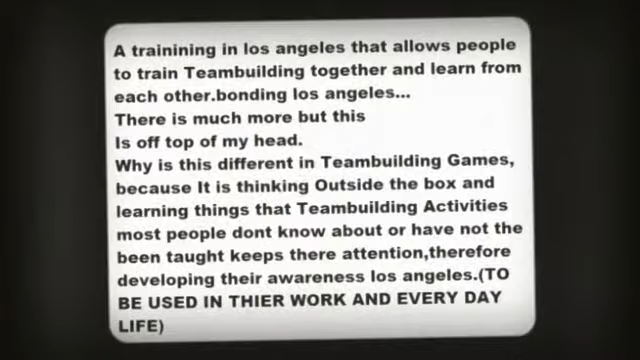 A trainining in los angeles that allows people
to train Teambuilding together and learn from
each other.bonding los angeles...
There is much more but this
Is off top of my head.
Why is this different in Teambuilding Games,
because It is thinking Outside the box and
learning things that Teambuilding Activities
most people dont know about or have not the
been taught keeps there attention,therefore
developing their awareness los angeles.(TO
BE USED IN THIER WORK AND EVERY DAY
LIFE)